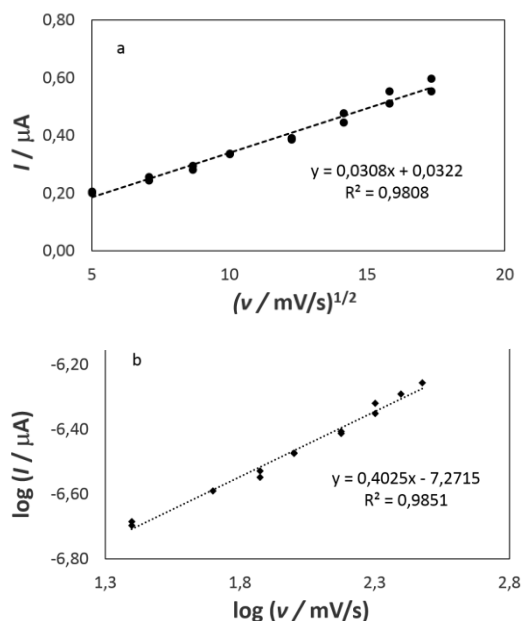 a
0,80
0,60
0,40
0,20
0,00
I / µA
y = 0,0308x + 0,0322
R² = 0,9808
5 10 15 20
(v / mV/s)^1/2
b
-6,20
-6,40
-6,60
-6,80
log (I / µA)
y = 0,4025x - 7,2715
R² = 0,9851
1,3 1,8 2,3 2,8
log (v / mV/s)